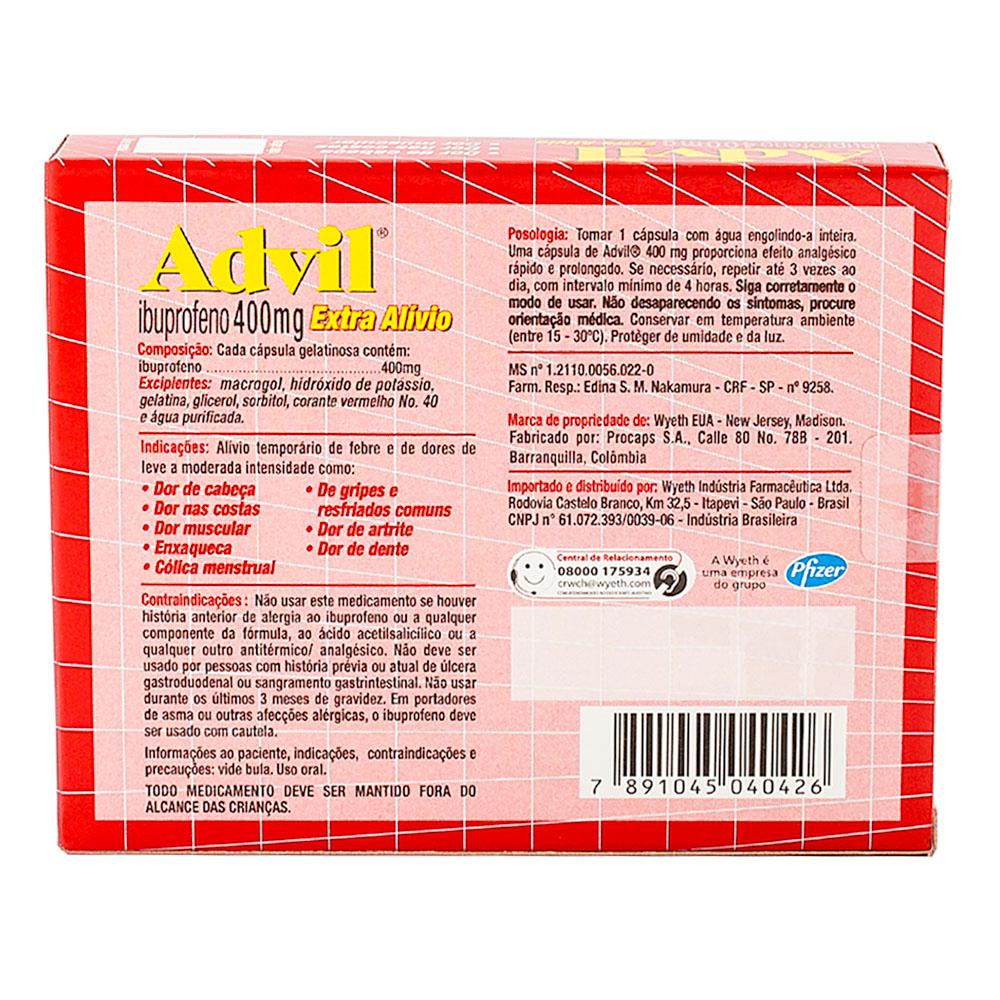 Advil
ibuprofeno 400mg
Advil®
ibuprofeno 400mg Extra Alívio
Composição: Cada cápsula gelatinosa contém:
ibuprofeno ................................400mg
Excipientes: macrogol, hidróxido de potássio,
gelatina, glicerol, sorbitol, corante vermelho No. 40
e água purificada.
Indicações: Alívio temporário de febre e de dores de
leve a moderada intensidade como:
• Dor de cabeça
• Dor nas costas
• Dor muscular
• Enxaqueca
• Cólica menstrual
• De gripes e
resfriados comuns
• Dor de artrite
• Dor de dente
Contraindicações: Não usar este medicamento se houver
história anterior de alergia ao ibuprofeno ou a qualquer
componente da fórmula, ao ácido acetilsalicílico ou a
qualquer outro antitérmico/ analgésico. Não deve ser
usado por pessoas com história prévia ou atual de úlcera
gastroduodenal ou sangramento gastrintestinal. Não usar
durante os últimos 3 meses de gravidez. Em portadores
de asma ou outras afecções alérgicas, o ibuprofeno deve
ser usado com cautela.
Informações ao paciente, indicações, contraindicações e
precauções: vide bula. Uso oral.
TODO MEDICAMENTO DEVE SER MANTIDO FORA DO
ALCANCE DAS CRIANÇAS.
Posologia: Tomar 1 cápsula com água engolindo-a inteira.
Uma cápsula de Advil® 400 mg proporciona efeito analgésico
rápido e prolongado. Se necessário, repetir até 3 vezes ao
dia, com intervalo mínimo de 4 horas. Siga corretamente o
modo de usar. Não desaparecendo os sintomas, procure
orientação médica. Conservar em temperatura ambiente
(entre 15 - 30ºC). Protéger de umidade e da luz.
MS nº 1.2110.0056.022-0
Farm. Resp.: Edina S. M. Nakamura - CRF - SP - nº 9258.
Marca de propriedade de: Wyeth EUA - New Jersey, Madison.
Fabricado por: Procaps S.A., Calle 80 No. 78B - 201.
Barranquilla, Colômbia
Importado e distribuído por: Wyeth Indústria Farmacêutica Ltda.
Rodovia Castelo Branco, Km 32,5 - Itapevi - São Paulo - Brasil
CNPJ nº 61.072.393/0039-06 - Indústria Brasileira
Central de Relacionamento
08000 175934
crwch@wyeth.com
A Wyeth é
uma empresa
do grupo
Pfizer
7 891045 040426